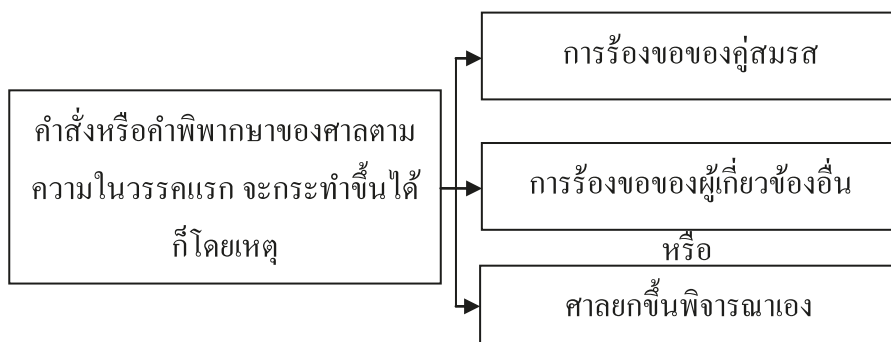 การร้องขอของคู่สมรส
คำสั่งหรือคำพิพากษาของศาลตาม
ความในวรรคแรก จะกระทำขึ้นได้
ก็โดยเหตุ
การร้องขอของผู้เกี่ยวข้องอื่น
หรือ
ศาลยกขึ้นพิจารณาเอง